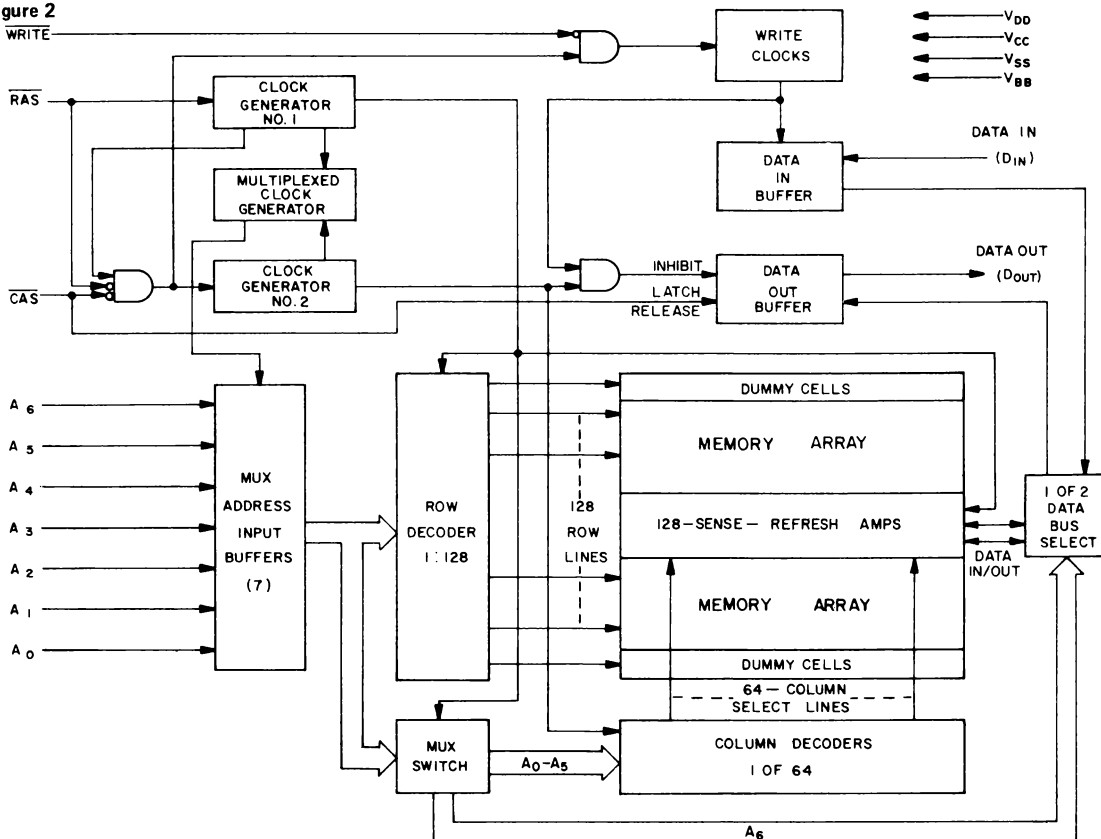 gure 2
WRITE
WRITE
CLOCKS
VDD
VCC
VSS
VBB
RAS
CLOCK
GENERATOR
NO. 1
MULTIPLEXED
CLOCK
GENERATOR
DATA IN
(DIN)
DATA
IN
BUFFER
CAS
CLOCK
GENERATOR
NO. 2
INHIBIT
LATCH
RELEASE
DATA
OUT
BUFFER
DATA OUT
(DOUT)
A6
A5
A4
A3
A2
A1
A0
MUX
ADDRESS
INPUT
BUFFERS
(7)
ROW
DECODER
1:128
128
ROW
LINES
DUMMY CELLS
MEMORY ARRAY
128-SENSE-REFRESH AMPS
MEMORY ARRAY
DUMMY CELLS
DATA
IN/OUT
1 OF 2
DATA
BUS
SELECT
64-COLUMN
SELECT LINES
MUX
SWITCH
A0-A5
COLUMN DECODERS
1 OF 64
A6